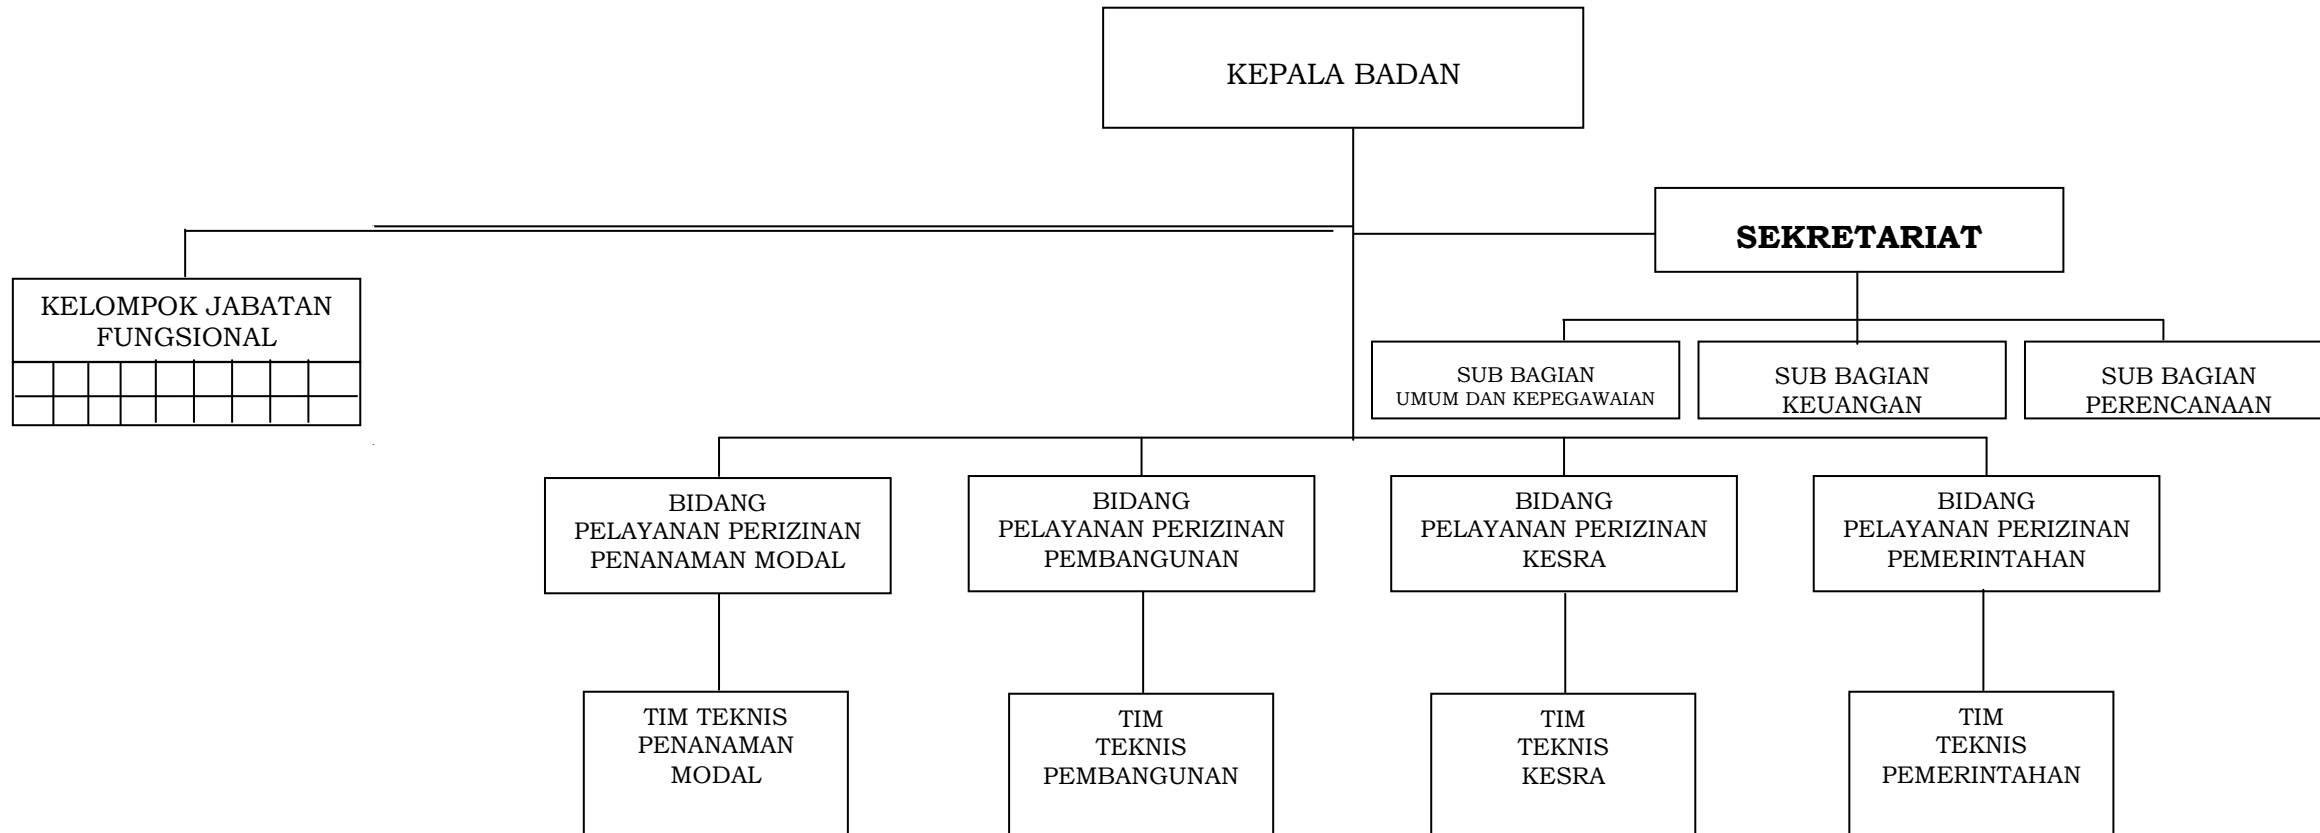 KEPALA BADAN
SEKRETARIAT
KELOMPOK JABATAN
FUNGSIONAL
SUB BAGIAN
UMUM DAN KEPEGAWAIAN
SUB BAGIAN
KEUANGAN
SUB BAGIAN
PERENCANAAN
BIDANG
PELAYANAN PERIZINAN
PENANAMAN MODAL
BIDANG
PELAYANAN PERIZINAN
PEMBANGUNAN
BIDANG
PELAYANAN PERIZINAN
KESRA
BIDANG
PELAYANAN PERIZINAN
PEMERINTAHAN
TIM TEKNIS
PENANAMAN
MODAL
TIM
TEKNIS
PEMBANGUNAN
TIM
TEKNIS
KESRA
TIM
TEKNIS
PEMERINTAHAN